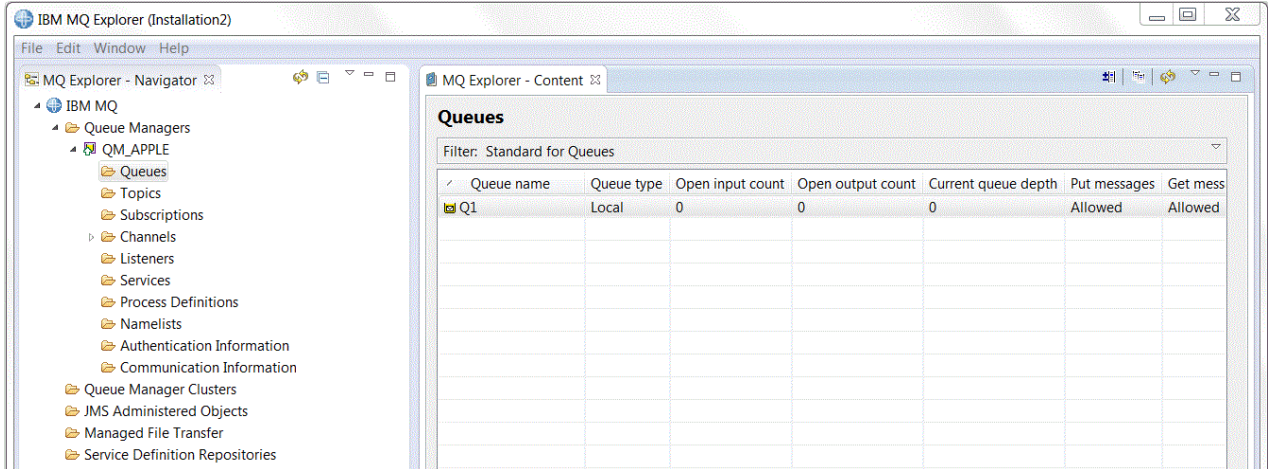 IBM MQ Explorer (Installation2)
File Edit Window Help
MQ Explorer - Navigator
IBM MQ
Queue Managers
QM_APPLE
Queues
Topics
Subscriptions
Channels
Listeners
Services
Process Definitions
Namelists
Authentication Information
Communication Information
Queue Manager Clusters
JMS Administered Objects
Managed File Transfer
Service Definition Repositories
MQ Explorer - Content
Queues
Filter: Standard for Queues
Queue name Queue type Open input count Open output count Current queue depth Put messages Get mess
Q1 Local 0 0 0 Allowed Allowed